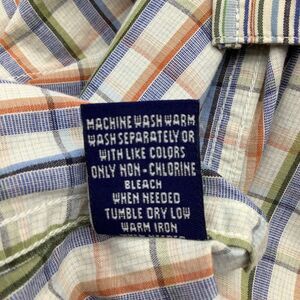 MACHINE WASH WARM
WASH SEPARATELY OR
WITH LIKE COLORS
ONLY NON-CHLORINE
BLEACH
WHEN NEEDED
TUMBLE DRY LOW
WARM IRON